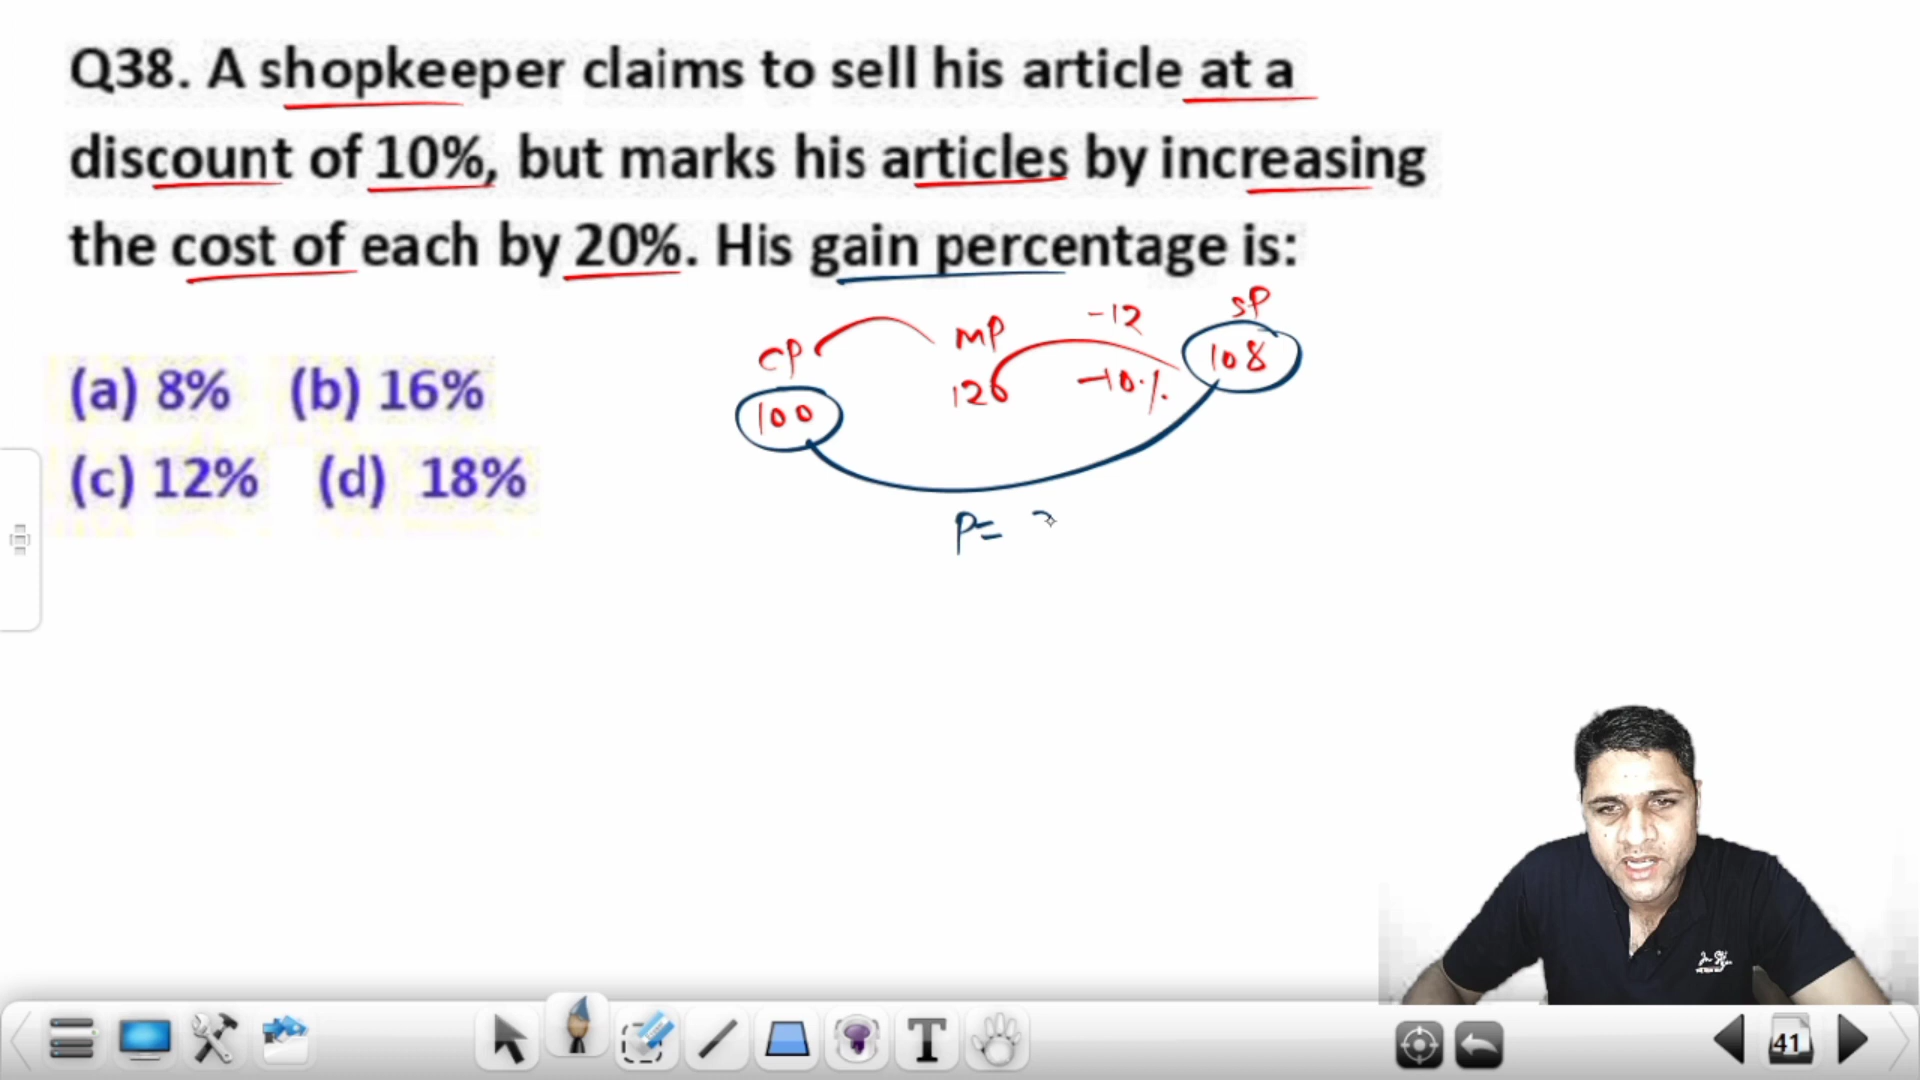 Q38. A shopkeeper claims to sell his article at a
discount of 10%, but marks his articles by increasing
the cost of each by 20%. His gain percentage is:
(a) 8% (b) 16%
(c) 12% (d) 18%
CP MP -12 SP
100 120 -10% 108
P=
T
41